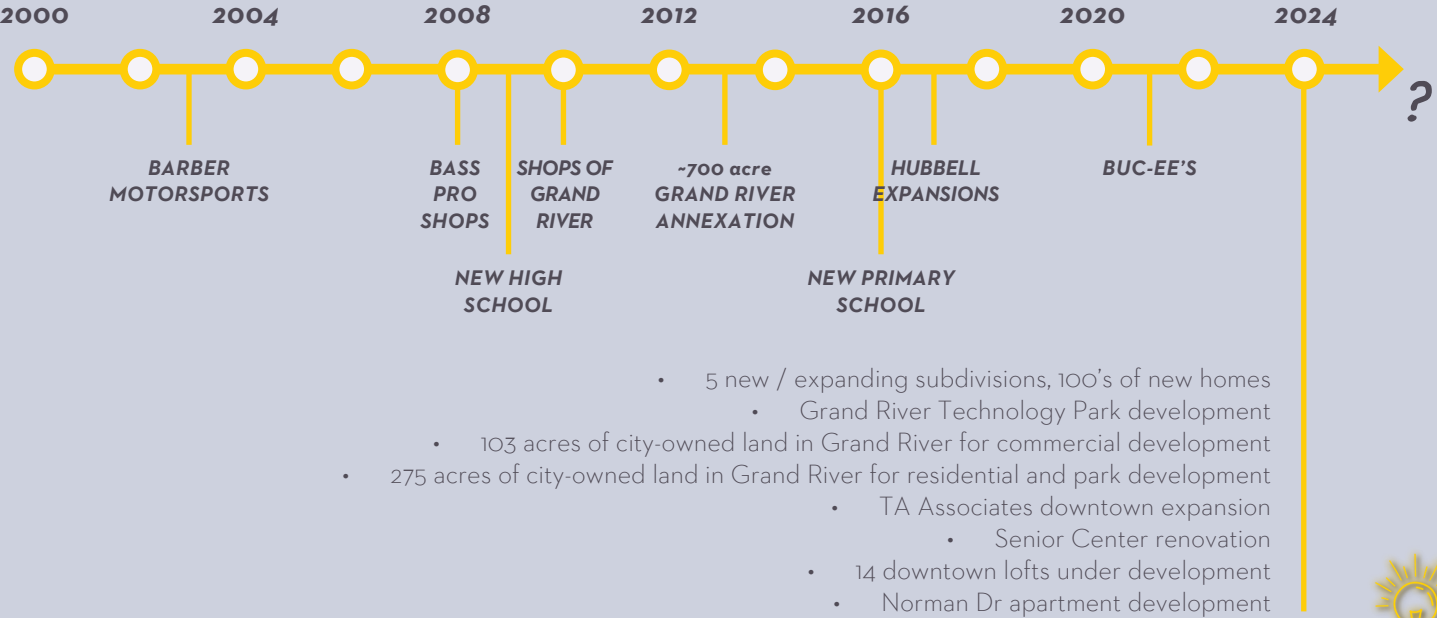 2000 2004 2008 2012 2016 2020 2024
?
BARBER
MOTORSPORTS
BASS
PRO
SHOPS
SHOPS OF
GRAND
RIVER
~700 acre
GRAND RIVER
ANNEXATION
HUBBELL
EXPANSIONS
BUC-EE'S
NEW HIGH
SCHOOL
NEW PRIMARY
SCHOOL
• 5 new / expanding subdivisions, 100's of new homes
• Grand River Technology Park development
• 103 acres of city-owned land in Grand River for commercial development
• 275 acres of city-owned land in Grand River for residential and park development
• TA Associates downtown expansion
• Senior Center renovation
• 14 downtown lofts under development
• Norman Dr apartment development